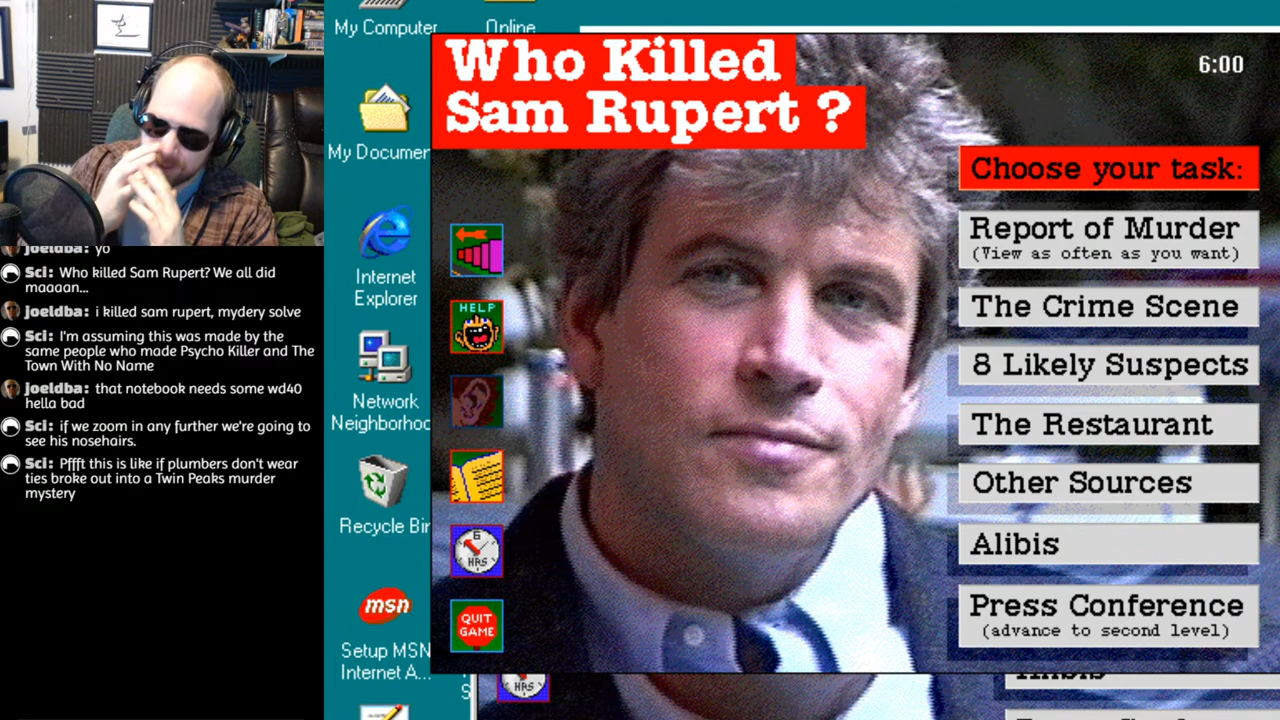 joeldba: yo
Sci: Who killed Sam Rupert? We all did
maaaan...
joeldba: i killed sam rupert, mydery solve
Sci: I'm assuming this was made by the
same people who made Psycho Killer and The
Town With No Name
joeldba: that notebook needs some wd40
hella bad
Sci: if we zoom in any further we're going to
see his nosehairs.
Sci: Pffft this is like if plumbers don't wear
ties broke out into a Twin Peaks murder
mystery
My Computer
Online
My Documen
Internet
Explorer
Network
Neighborhoo
Recycle Bin
msn
Setup MSN
Internet A...
Who Killed
Sam Rupert ?
6:00
HELP
6
HRS
QUIT
GAME
Choose your task:
Report of Murder
(View as often as you want)
The Crime Scene
8 Likely Suspects
The Restaurant
Other Sources
Alibis
Press Conference
(advance to second level)
S
HRS